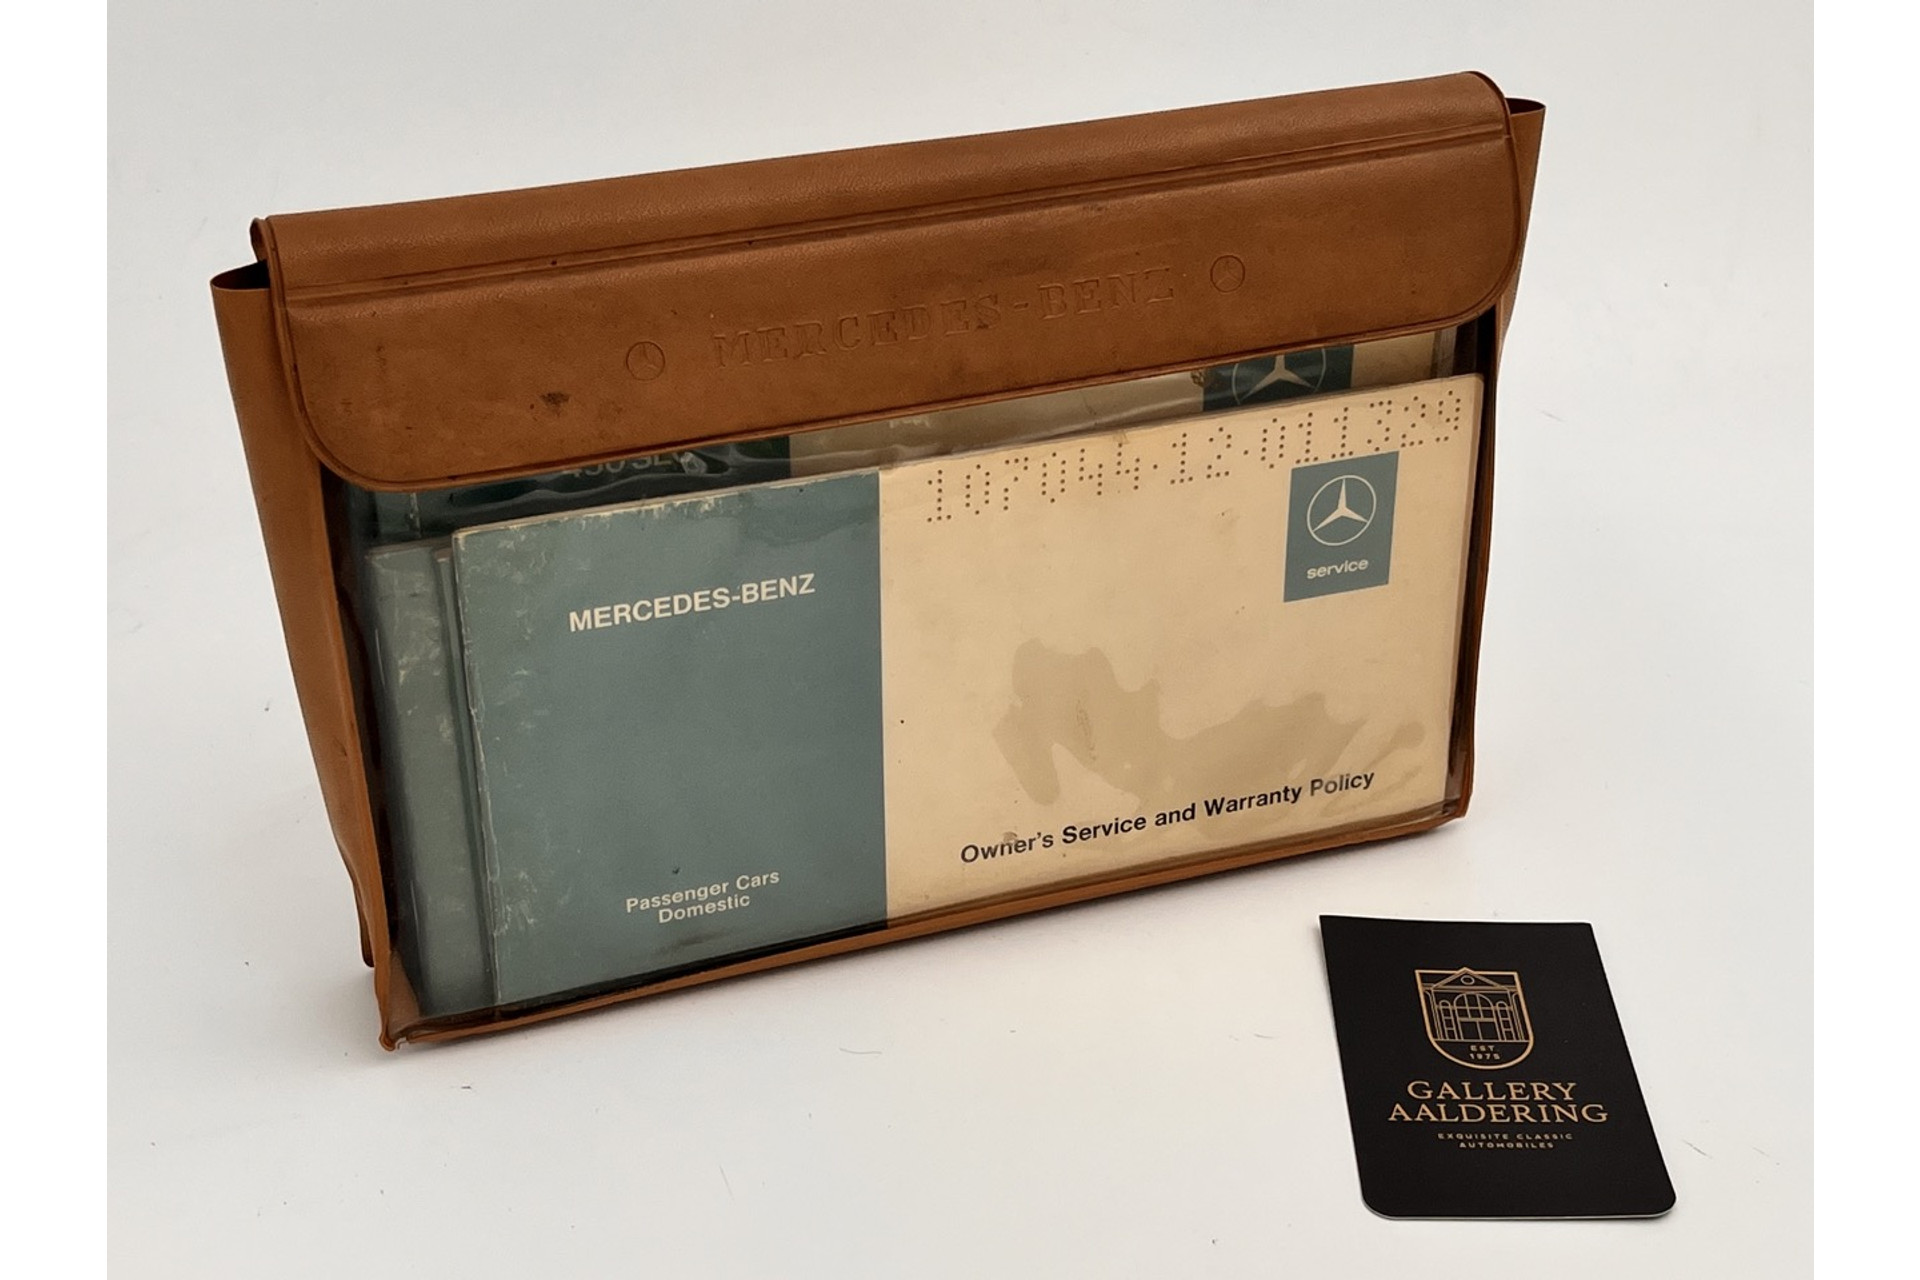 MERCEDES-BENZ
107044-12-011329
service
MERCEDES-BENZ
Owner's Service and Warranty Policy
Passenger Cars
Domestic
EST.
1975
GALLERY
AALDERING
EXQUISITE CLASSIC
AUTOMOBILES